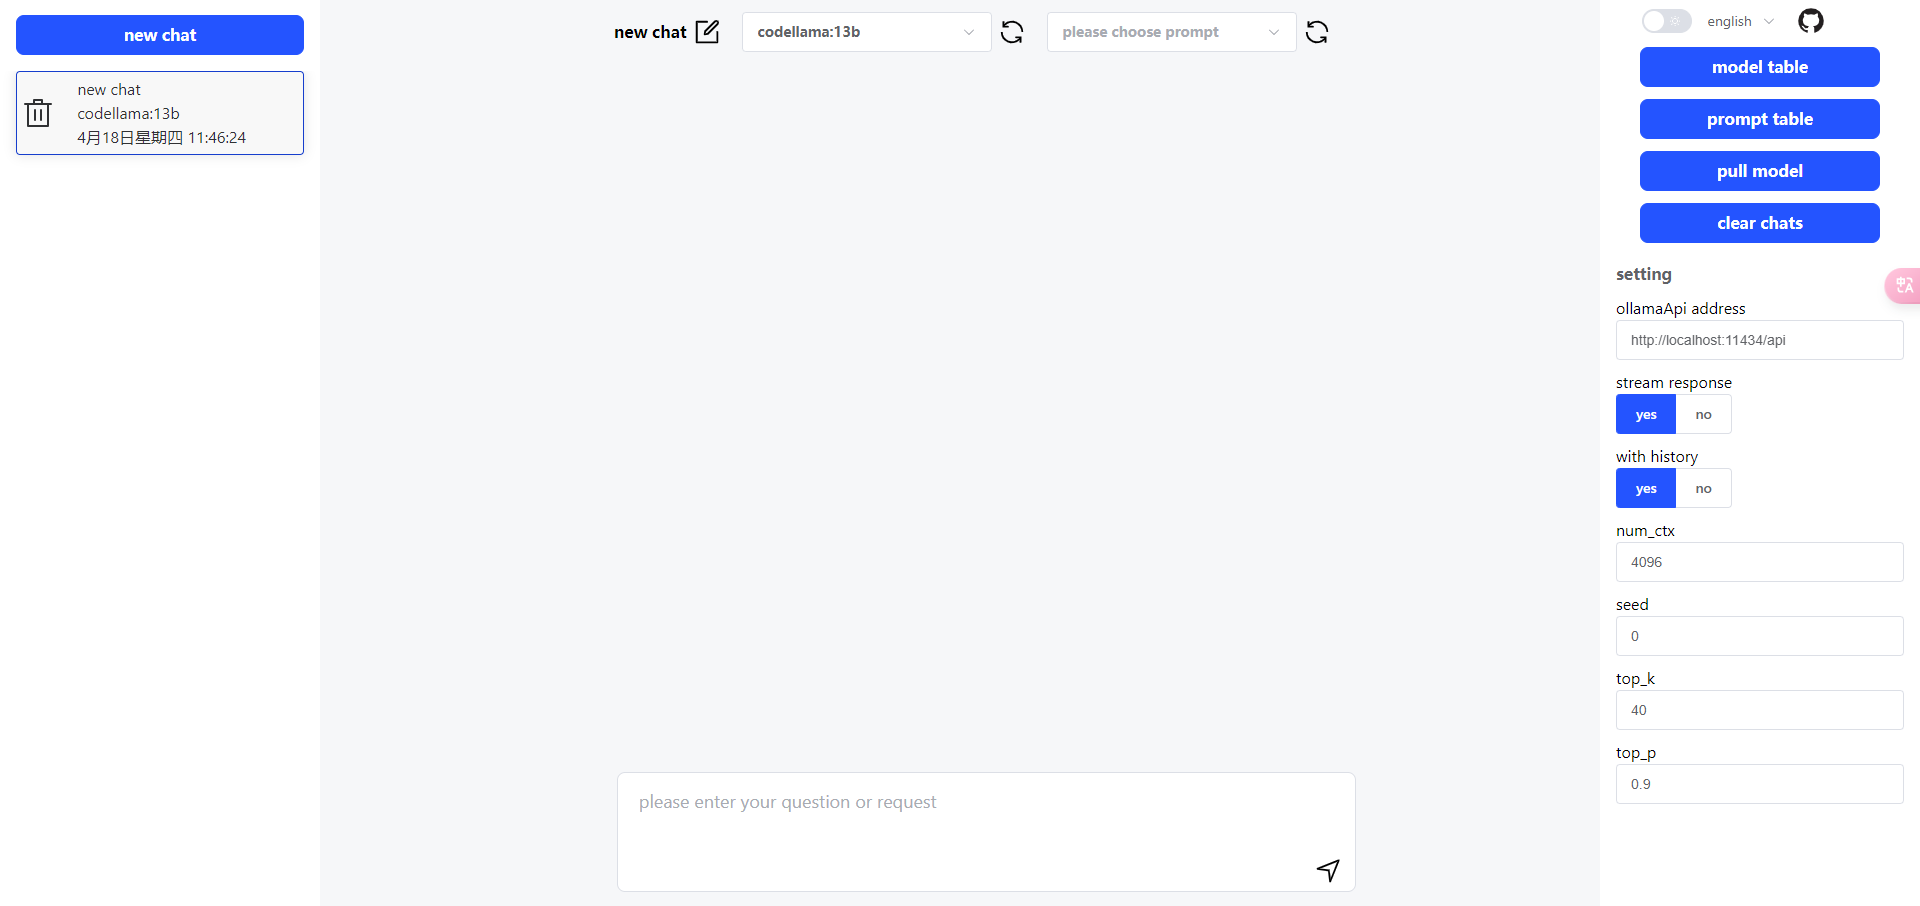 new chat
new chat
codellama:13b
4月18日星期四 11:46:24
new chat
codellama:13b
please choose prompt
please enter your question or request
english
model table
prompt table
pull model
clear chats
setting
ollamaApi address
http://localhost:11434/api
stream response
yes no
with history
yes no
num_ctx
4096
seed
0
top_k
40
top_p
0.9